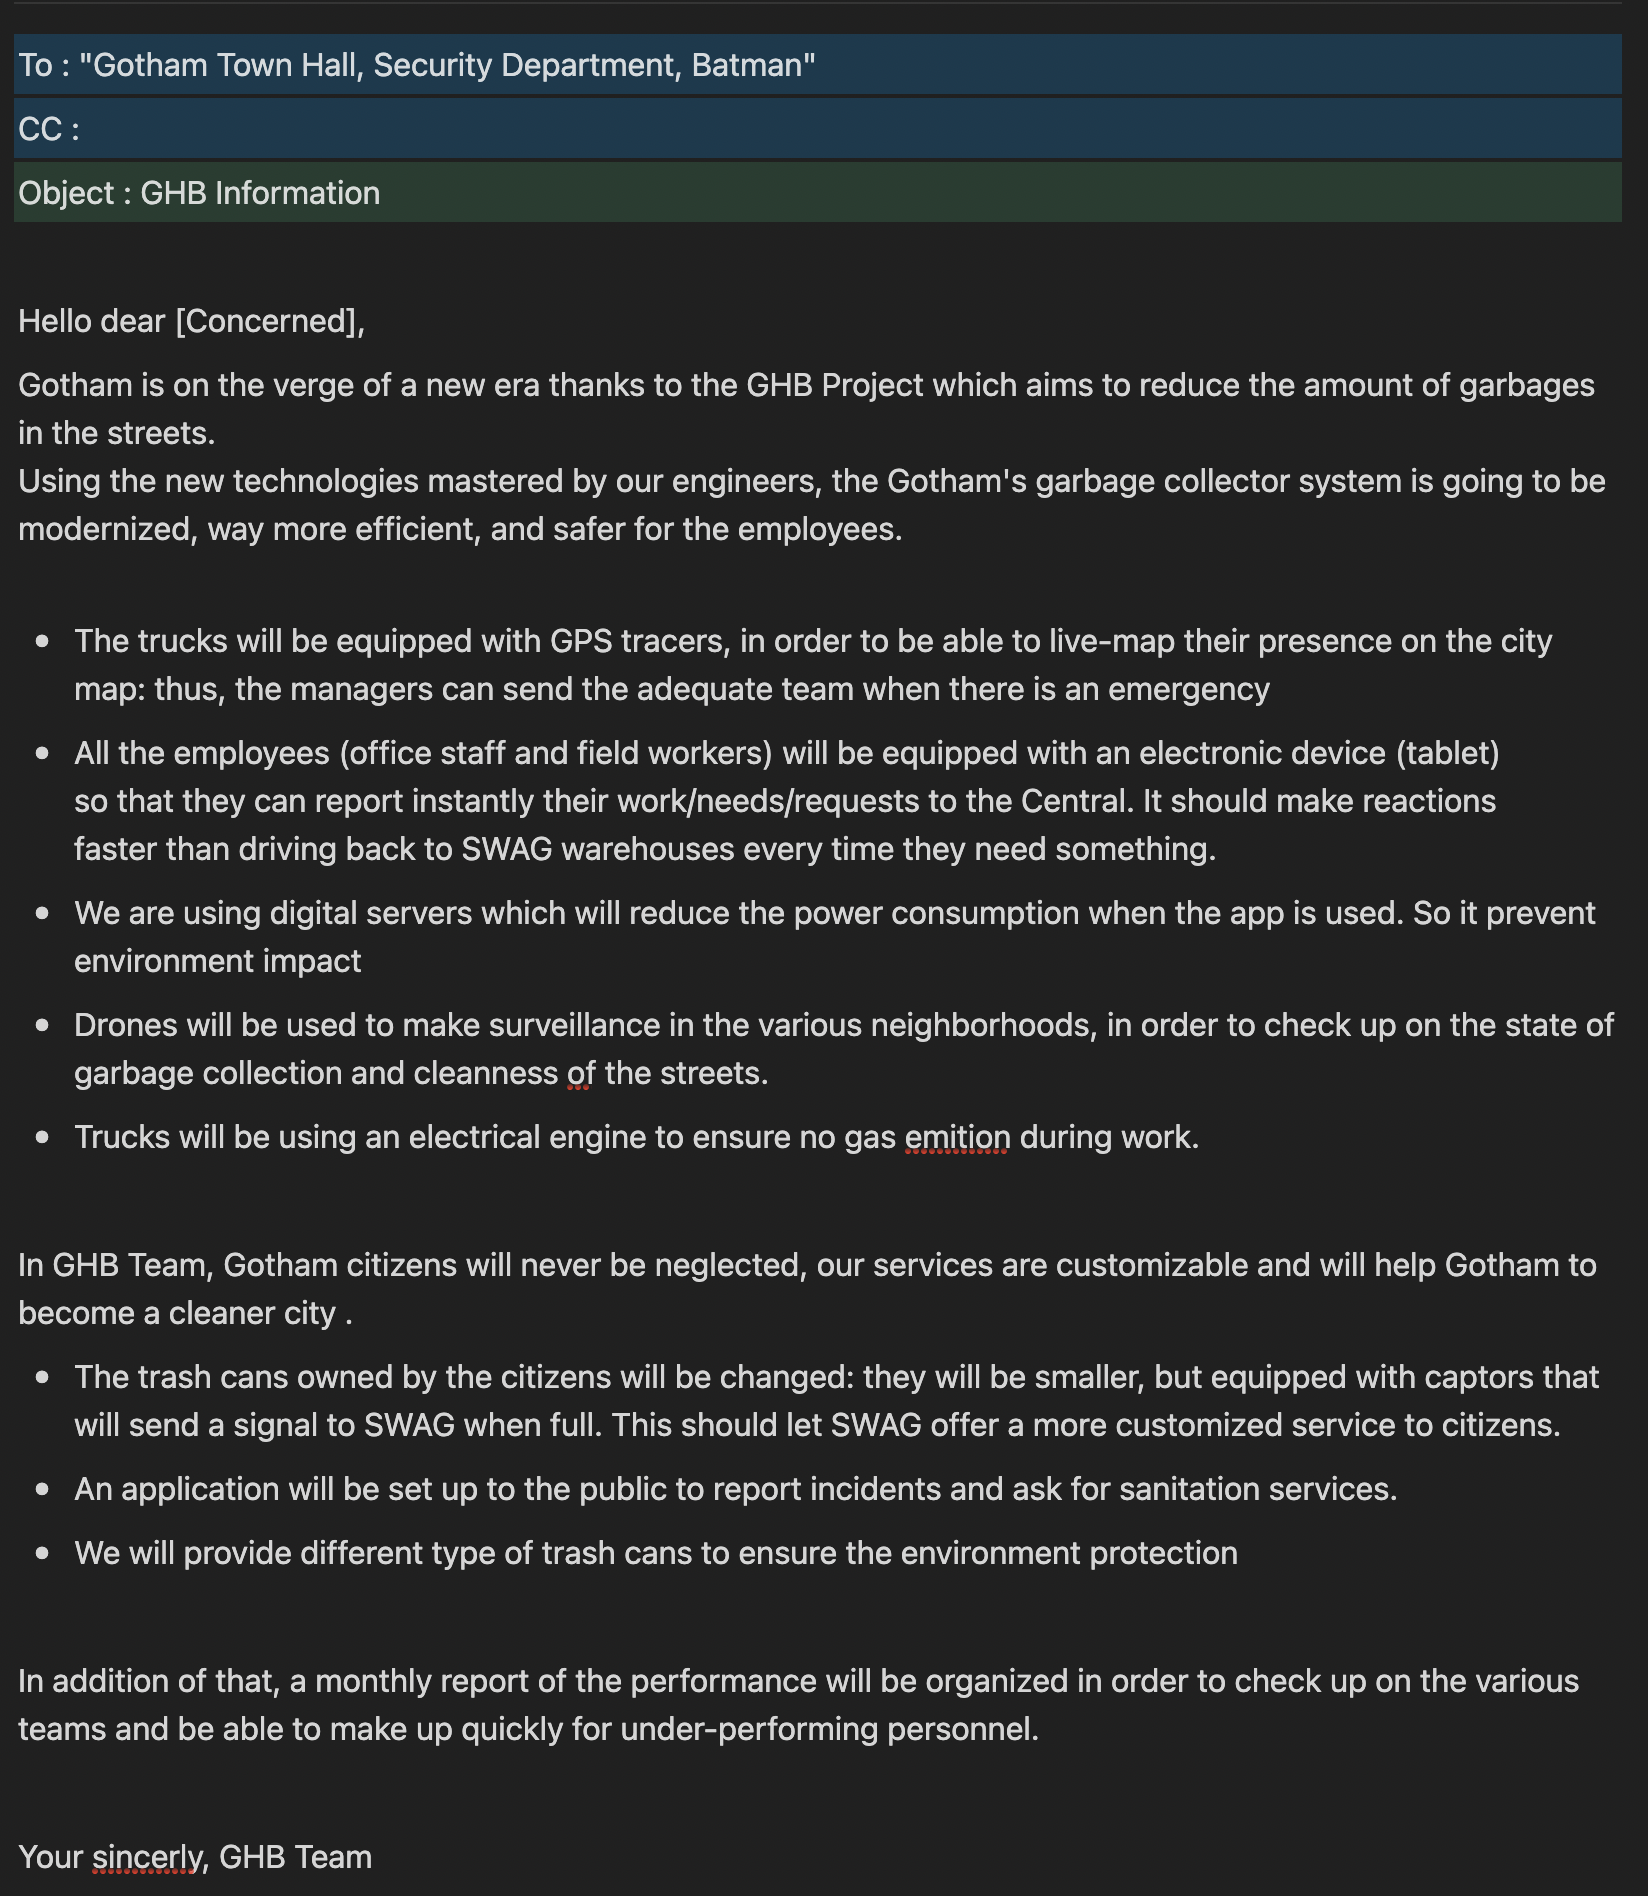 To : "Gotham Town Hall, Security Department, Batman"
CC :
Object : GHB Information
Hello dear [Concerned],
Gotham is on the verge of a new era thanks to the GHB Project which aims to reduce the amount of garbages
in the streets.
Using the new technologies mastered by our engineers, the Gotham's garbage collector system is going to be
modernized, way more efficient, and safer for the employees.
• The trucks will be equipped with GPS tracers, in order to be able to live-map their presence on the city
map: thus, the managers can send the adequate team when there is an emergency
• All the employees (office staff and field workers) will be equipped with an electronic device (tablet)
so that they can report instantly their work/needs/requests to the Central. It should make reactions
faster than driving back to SWAG warehouses every time they need something.
• We are using digital servers which will reduce the power consumption when the app is used. So it prevent
environment impact
• Drones will be used to make surveillance in the various neighborhoods, in order to check up on the state of
garbage collection and cleanness of the streets.
• Trucks will be using an electrical engine to ensure no gas emition during work.
In GHB Team, Gotham citizens will never be neglected, our services are customizable and will help Gotham to
become a cleaner city .
• The trash cans owned by the citizens will be changed: they will be smaller, but equipped with captors that
will send a signal to SWAG when full. This should let SWAG offer a more customized service to citizens.
• An application will be set up to the public to report incidents and ask for sanitation services.
• We will provide different type of trash cans to ensure the environment protection
In addition of that, a monthly report of the performance will be organized in order to check up on the various
teams and be able to make up quickly for under-performing personnel.
Your sincerly, GHB Team